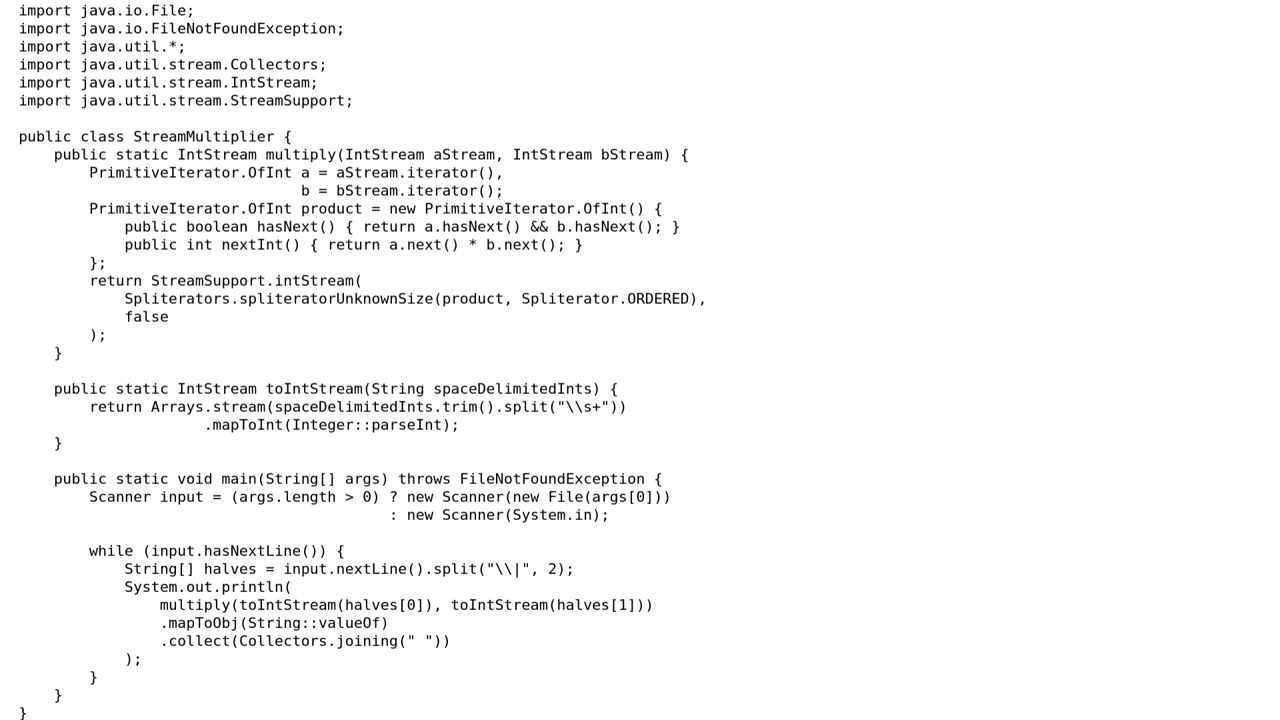 import java.io.File;
import java.io.FileNotFoundException;
import java.util.*;
import java.util.stream.Collectors;
import java.util.stream.IntStream;
import java.util.stream.StreamSupport;

public class StreamMultiplier {
    public static IntStream multiply(IntStream aStream, IntStream bStream) {
        PrimitiveIterator.OfInt a = aStream.iterator(),
                                b = bStream.iterator();
        PrimitiveIterator.OfInt product = new PrimitiveIterator.OfInt() {
            public boolean hasNext() { return a.hasNext() && b.hasNext(); }
            public int nextInt() { return a.next() * b.next(); }
        };
        return StreamSupport.intStream(
            Spliterators.spliteratorUnknownSize(product, Spliterator.ORDERED),
            false
        );
    }

    public static IntStream toIntStream(String spaceDelimitedInts) {
        return Arrays.stream(spaceDelimitedInts.trim().split("\\s+"))
                     .mapToInt(Integer::parseInt);
    }

    public static void main(String[] args) throws FileNotFoundException {
        Scanner input = (args.length > 0) ? new Scanner(new File(args[0]))
                                          : new Scanner(System.in);

        while (input.hasNextLine()) {
            String[] halves = input.nextLine().split("\\|", 2);
            System.out.println(
                multiply(toIntStream(halves[0]), toIntStream(halves[1]))
                .mapToObj(String::valueOf)
                .collect(Collectors.joining(" "))
            );
        }
    }
}